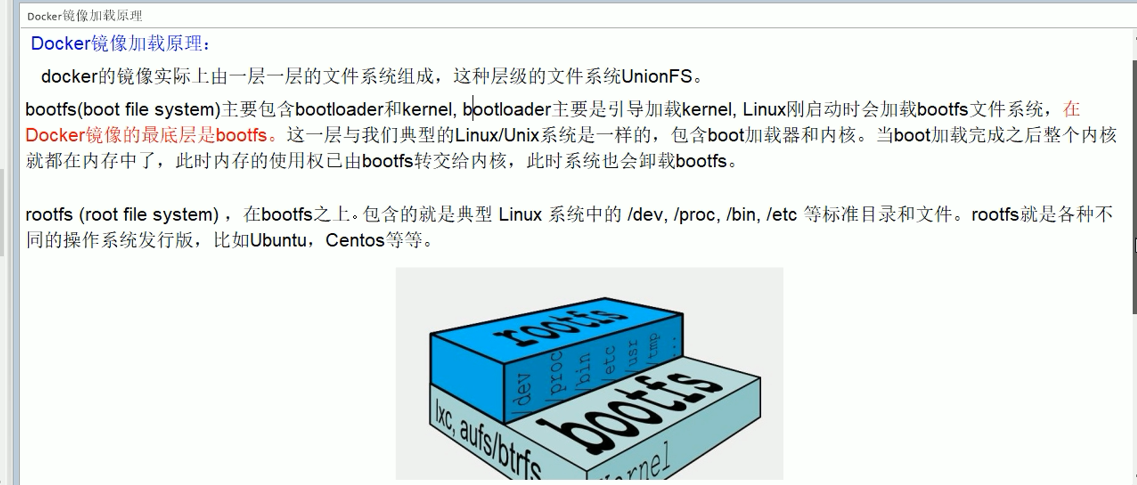 Docker镜像加载原理
Docker镜像加载原理：
docker的镜像实际上由一层一层的文件系统组成，这种层级的文件系统UnionFS。
bootfs(boot file system)主要包含bootloader和kernel, bootloader主要是引导加载kernel, Linux刚启动时会加载bootfs文件系统，在
Docker镜像的最底层是bootfs。这一层与我们典型的Linux/Unix系统是一样的，包含boot加载器和内核。当boot加载完成之后整个内核
就都在内存中了，此时内存的使用权已由bootfs转交给内核，此时系统也会卸载bootfs。
rootfs (root file system) ，在bootfs之上。包含的就是典型 Linux 系统中的 /dev, /proc, /bin, /etc 等标准目录和文件。rootfs就是各种不
同的操作系统发行版，比如Ubuntu，Centos等等。
rootfs
/dev
/proc
/bin
/etc
/usr
/tmp
...
bootfs
lxc, aufs/btrfs
Kernel